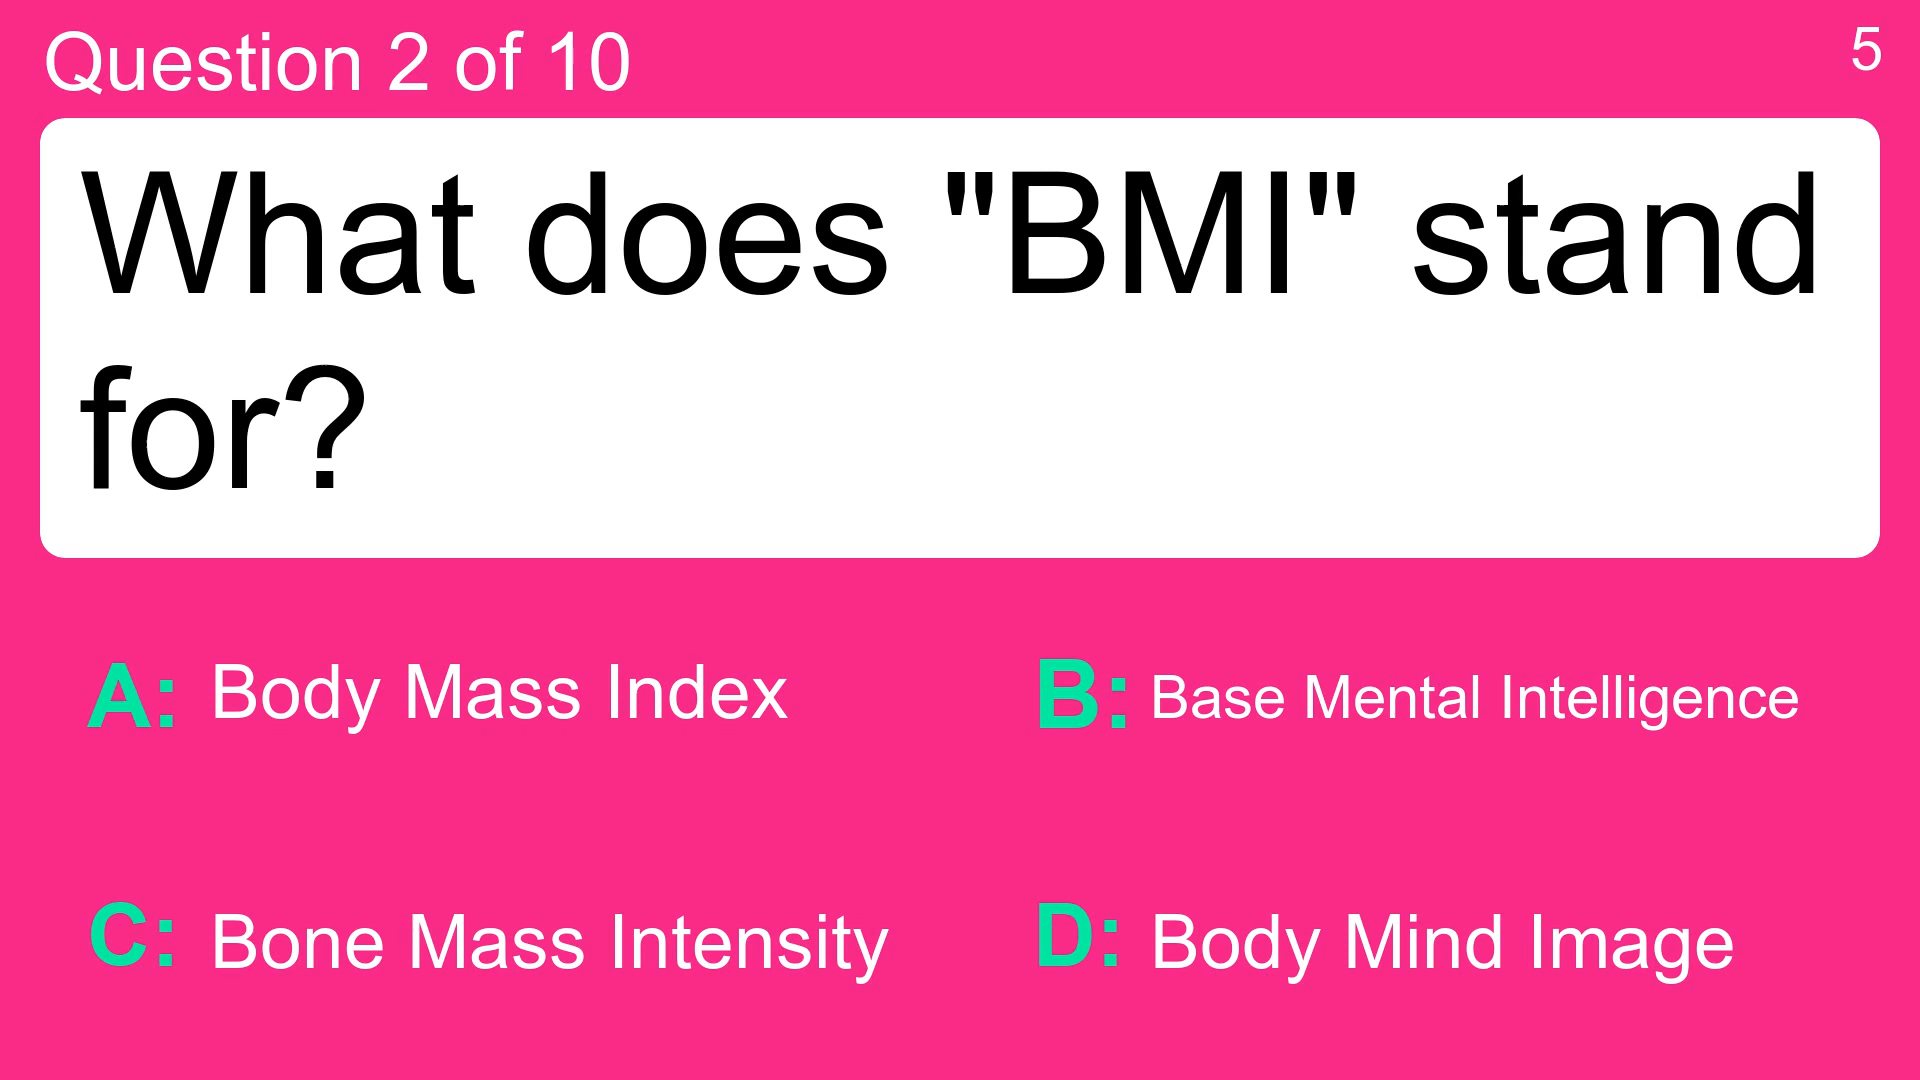 Question 2 of 10
5
What does "BMI" stand
for?
A: Body Mass Index
B: Base Mental Intelligence
C: Bone Mass Intensity
D: Body Mind Image